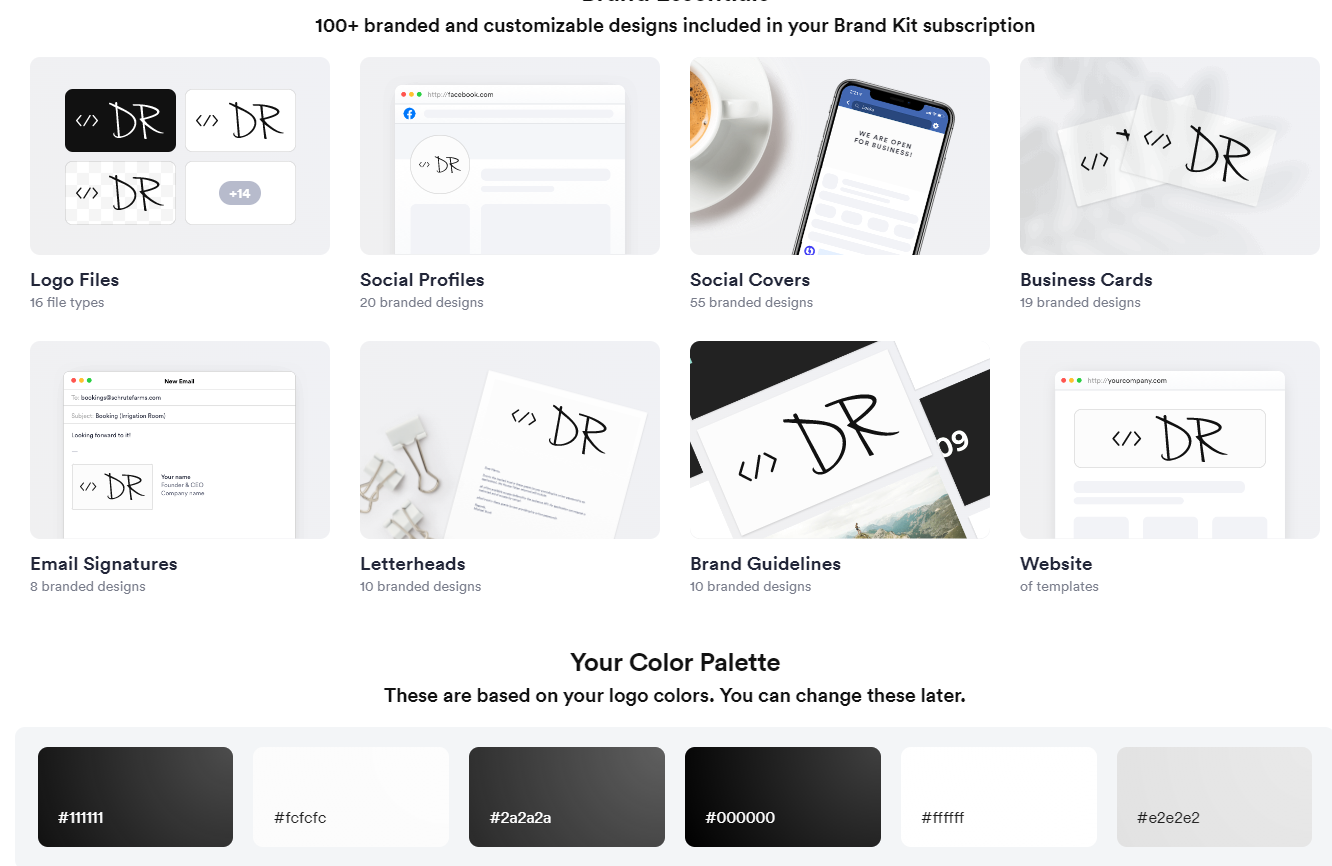 100+ branded and customizable designs included in your Brand Kit subscription
</> DR
</> DR
</> DR
+14
http://facebook.com
</> DR
WE ARE OPEN
FOR BUSINESS!
</>
</> DR
Logo Files
16 file types
Social Profiles
20 branded designs
Social Covers
55 branded designs
Business Cards
19 branded designs
New Email
To: bookings@schrutefarms.com
Subject: Booking (Irrigation Room)
Looking forward to it!
</> DR
Your name
Founder & CEO
Company name
</> DR
</> DR
09
http://yourcompany.com
</> DR
Email Signatures
8 branded designs
Letterheads
10 branded designs
Brand Guidelines
10 branded designs
Website
of templates
Your Color Palette
These are based on your logo colors. You can change these later.
#111111
#fcfcfc
#2a2a2a
#000000
#ffffff
#e2e2e2